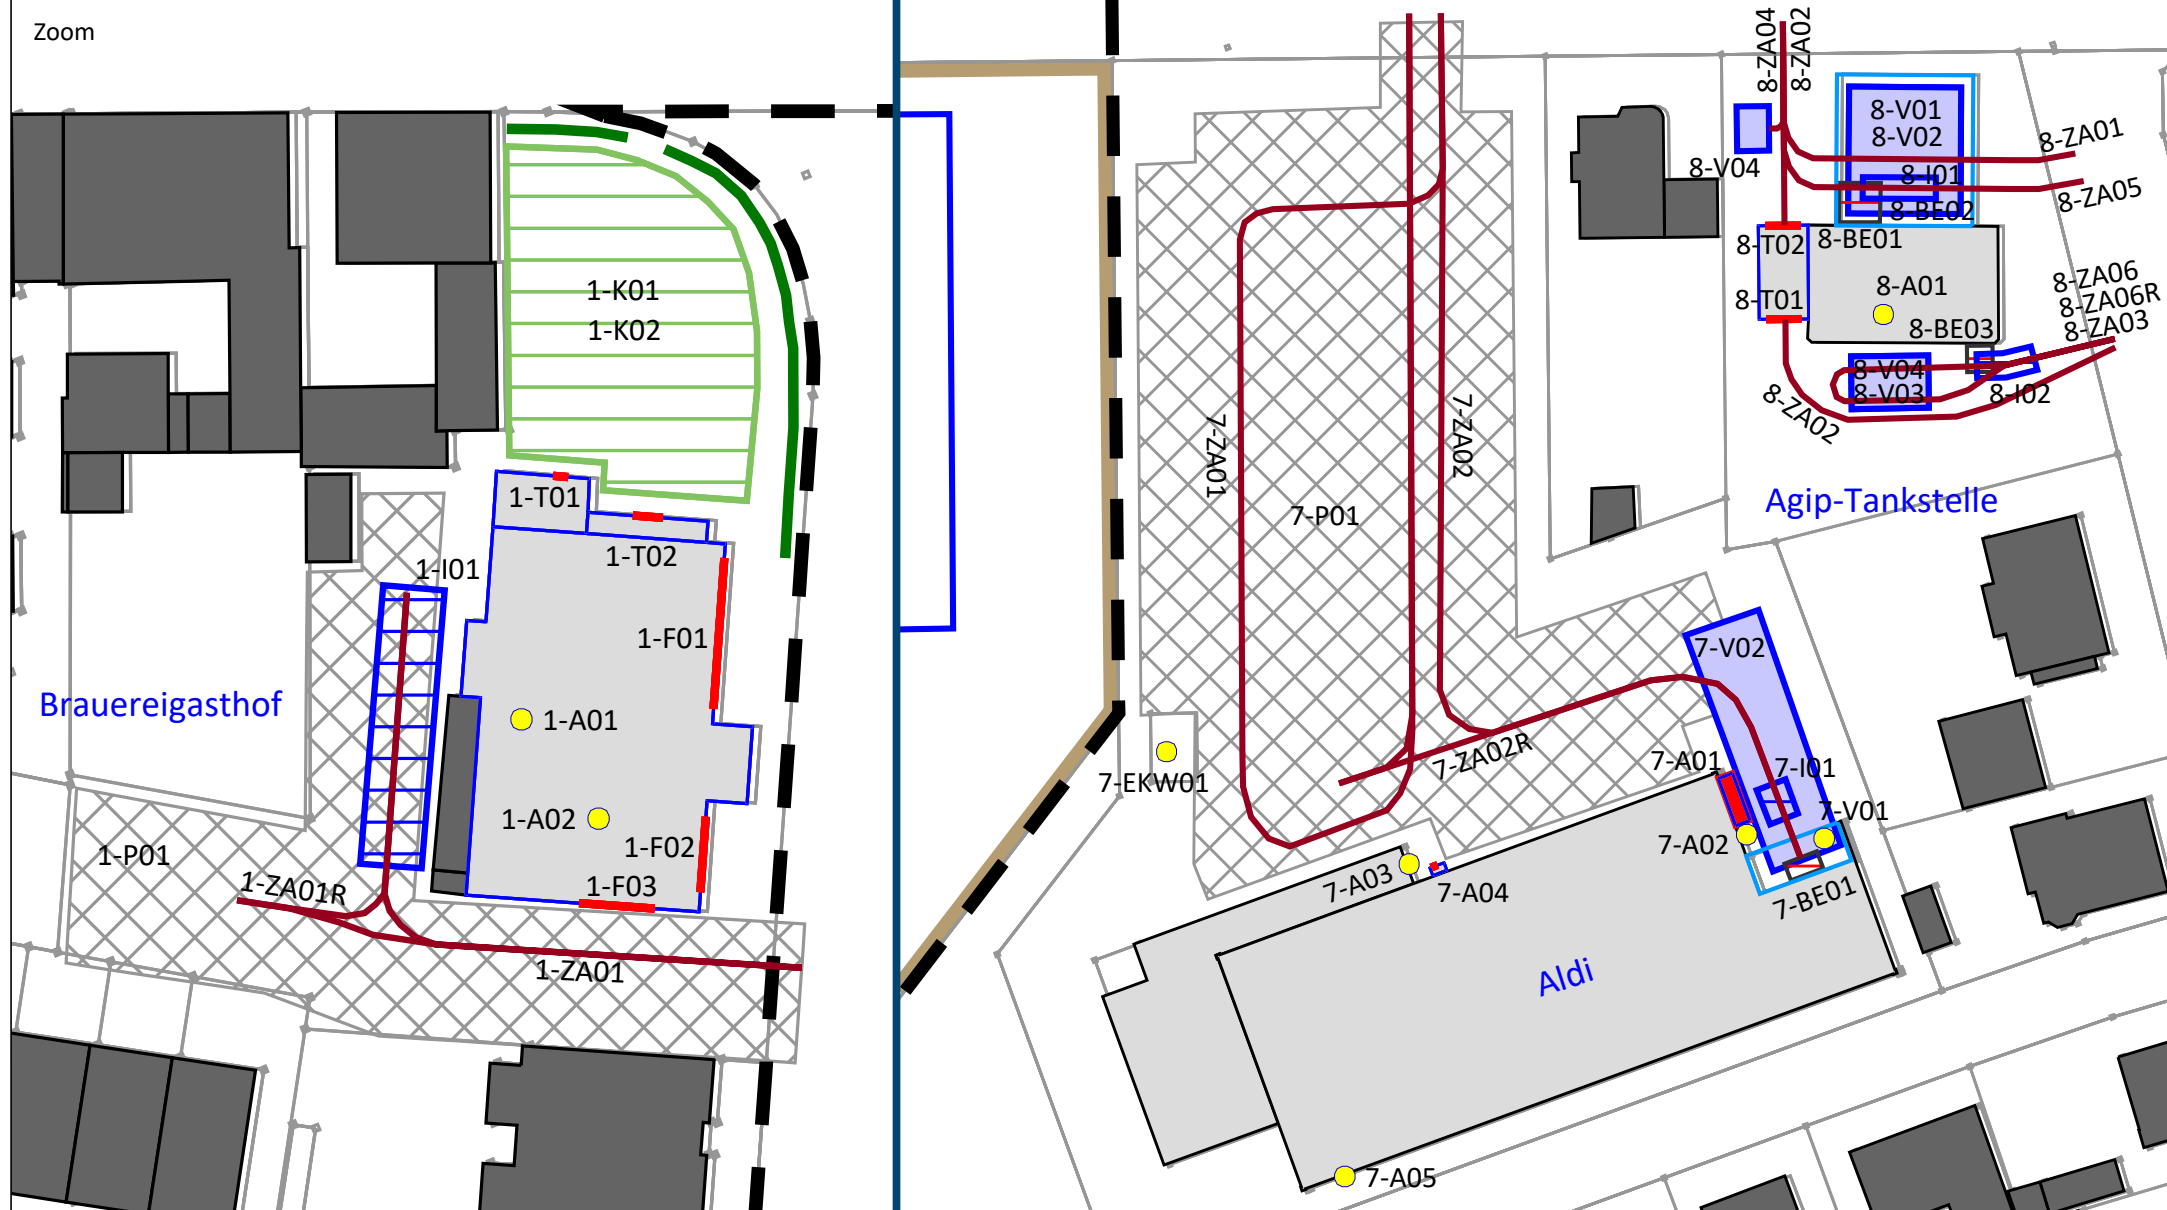 Zoom
1-K01
1-K02
1-T01
1-T02
1-I01
1-F01
Brauereigasthof
1-A01
1-A02
1-F02
1-P01
1-ZA01R
1-F03
1-ZA01
8-ZA04
8-ZA02
8-V01
8-V02
8-ZA01
8-V04
8-I01
8-ZA05
8-BE02
8-T02
8-BE01
8-ZA06
8-A01
8-ZA06R
8-T01
8-ZA03
8-BE03
8-V04
8-V03
8-I02
8-ZA02
7-ZA01
7-ZA02
Agip-Tankstelle
7-P01
7-V02
7-ZA02R
7-A01
7-I01
7-EKW01
7-V01
7-A02
7-A03
7-A04
7-BE01
Aldi
7-A05